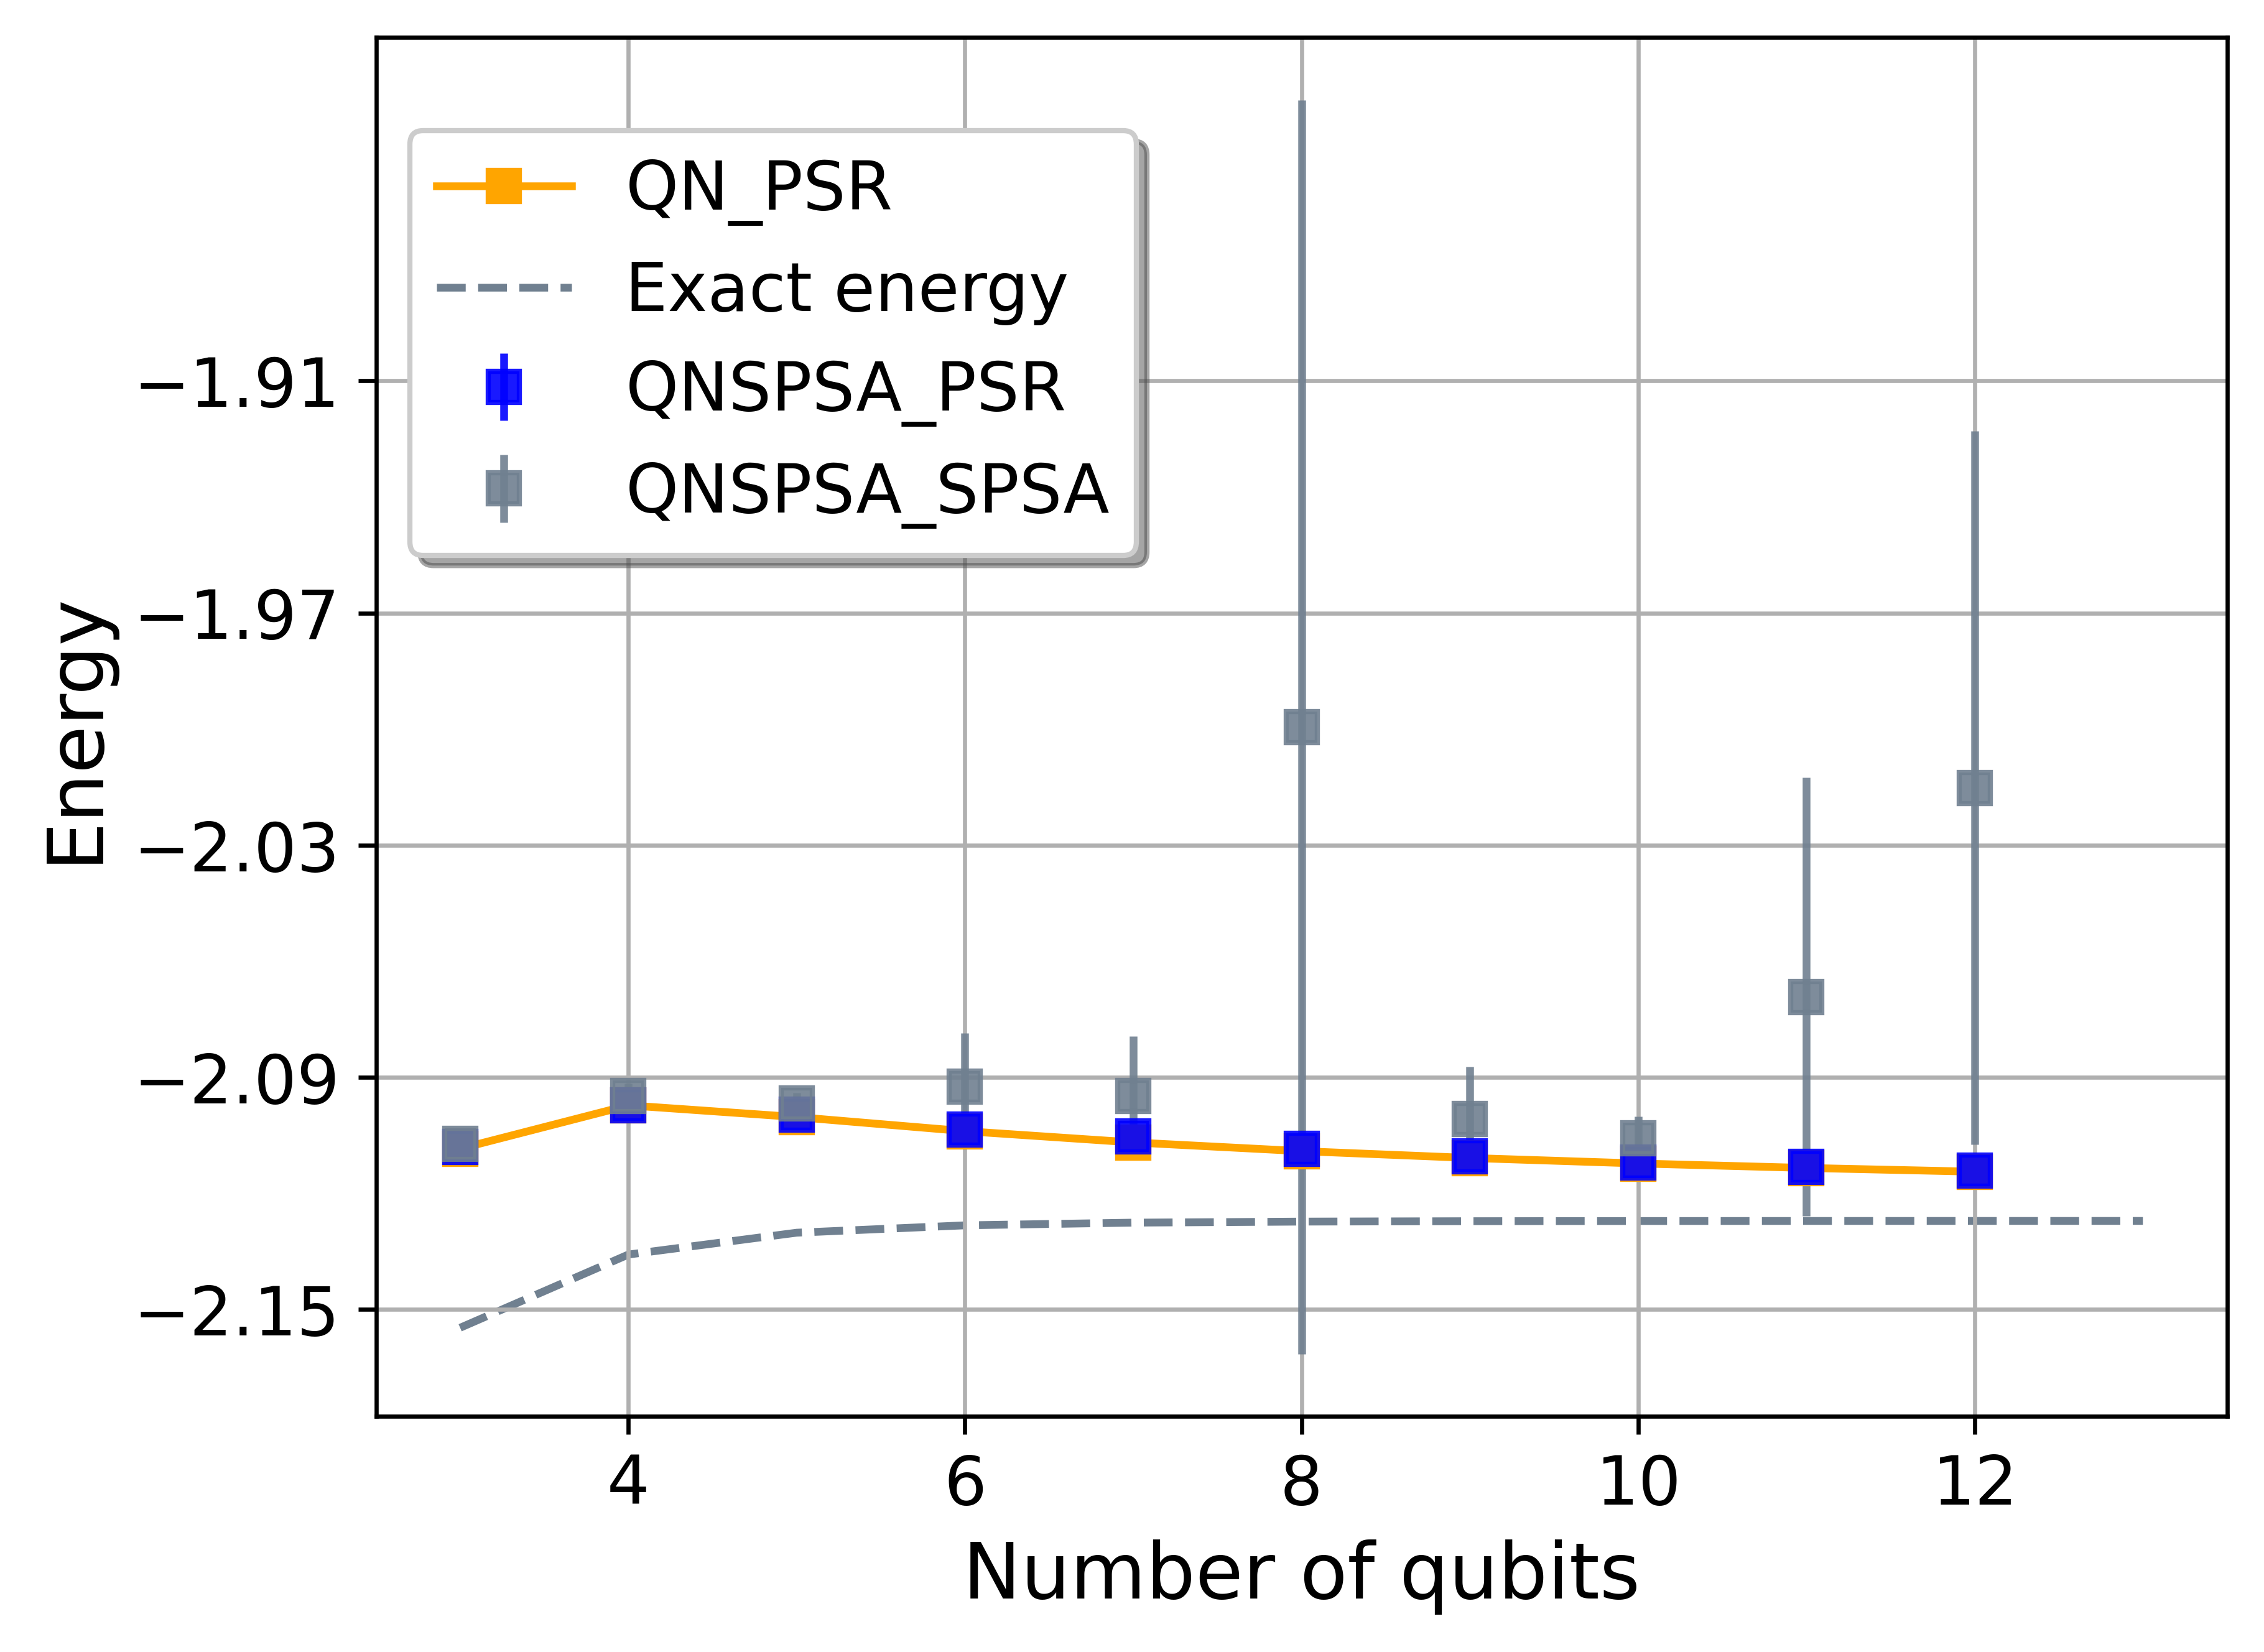 QN_PSR
Exact energy
QNSPSA_PSR
QNSPSA_SPSA
Energy
−1.91
−1.97
−2.03
−2.09
−2.15
4 6 8 10 12
Number of qubits